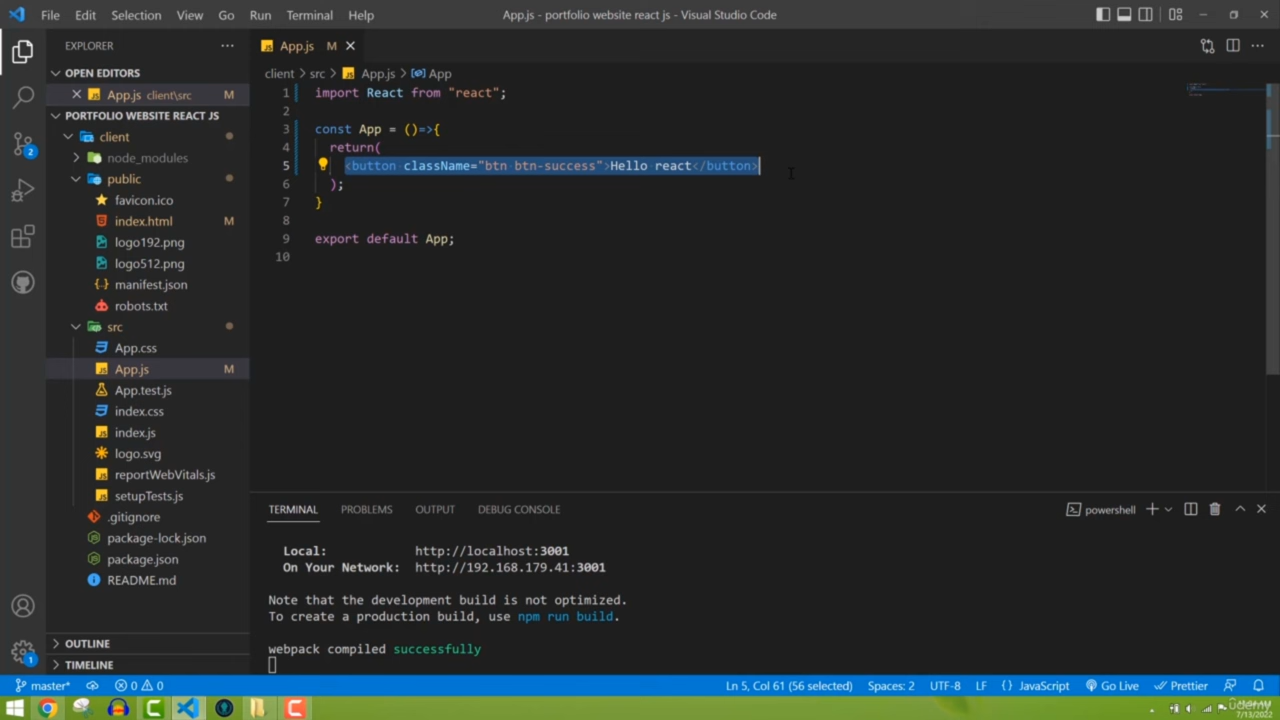 File Edit Selection View Go Run Terminal Help App.js - portfolio website react js - Visual Studio Code
EXPLORER
App.js M
OPEN EDITORS
App.js client\src M
PORTFOLIO WEBSITE REACT JS
client
node_modules
public
favicon.ico
index.html M
logo192.png
logo512.png
manifest.json
robots.txt
src
App.css
App.js M
App.test.js
index.css
index.js
logo.svg
reportWebVitals.js
setupTests.js
.gitignore
package-lock.json
package.json
README.md
OUTLINE
TIMELINE
client > src > App.js > App
1 import React from "react";
2
3 const App = ()=>{
4 return(
5 <button className="btn btn-success">Hello react</button>
6 );
7 }
8
9 export default App;
10
TERMINAL PROBLEMS OUTPUT DEBUG CONSOLE powershell
Local: http://localhost:3001
On Your Network: http://192.168.179.41:3001
Note that the development build is not optimized.
To create a production build, use npm run build.
webpack compiled successfully
2
1
master* 0 0 Ln 5, Col 61 (56 selected) Spaces: 2 UTF-8 LF JavaScript Go Live Prettier
Udemy
7/13/2022